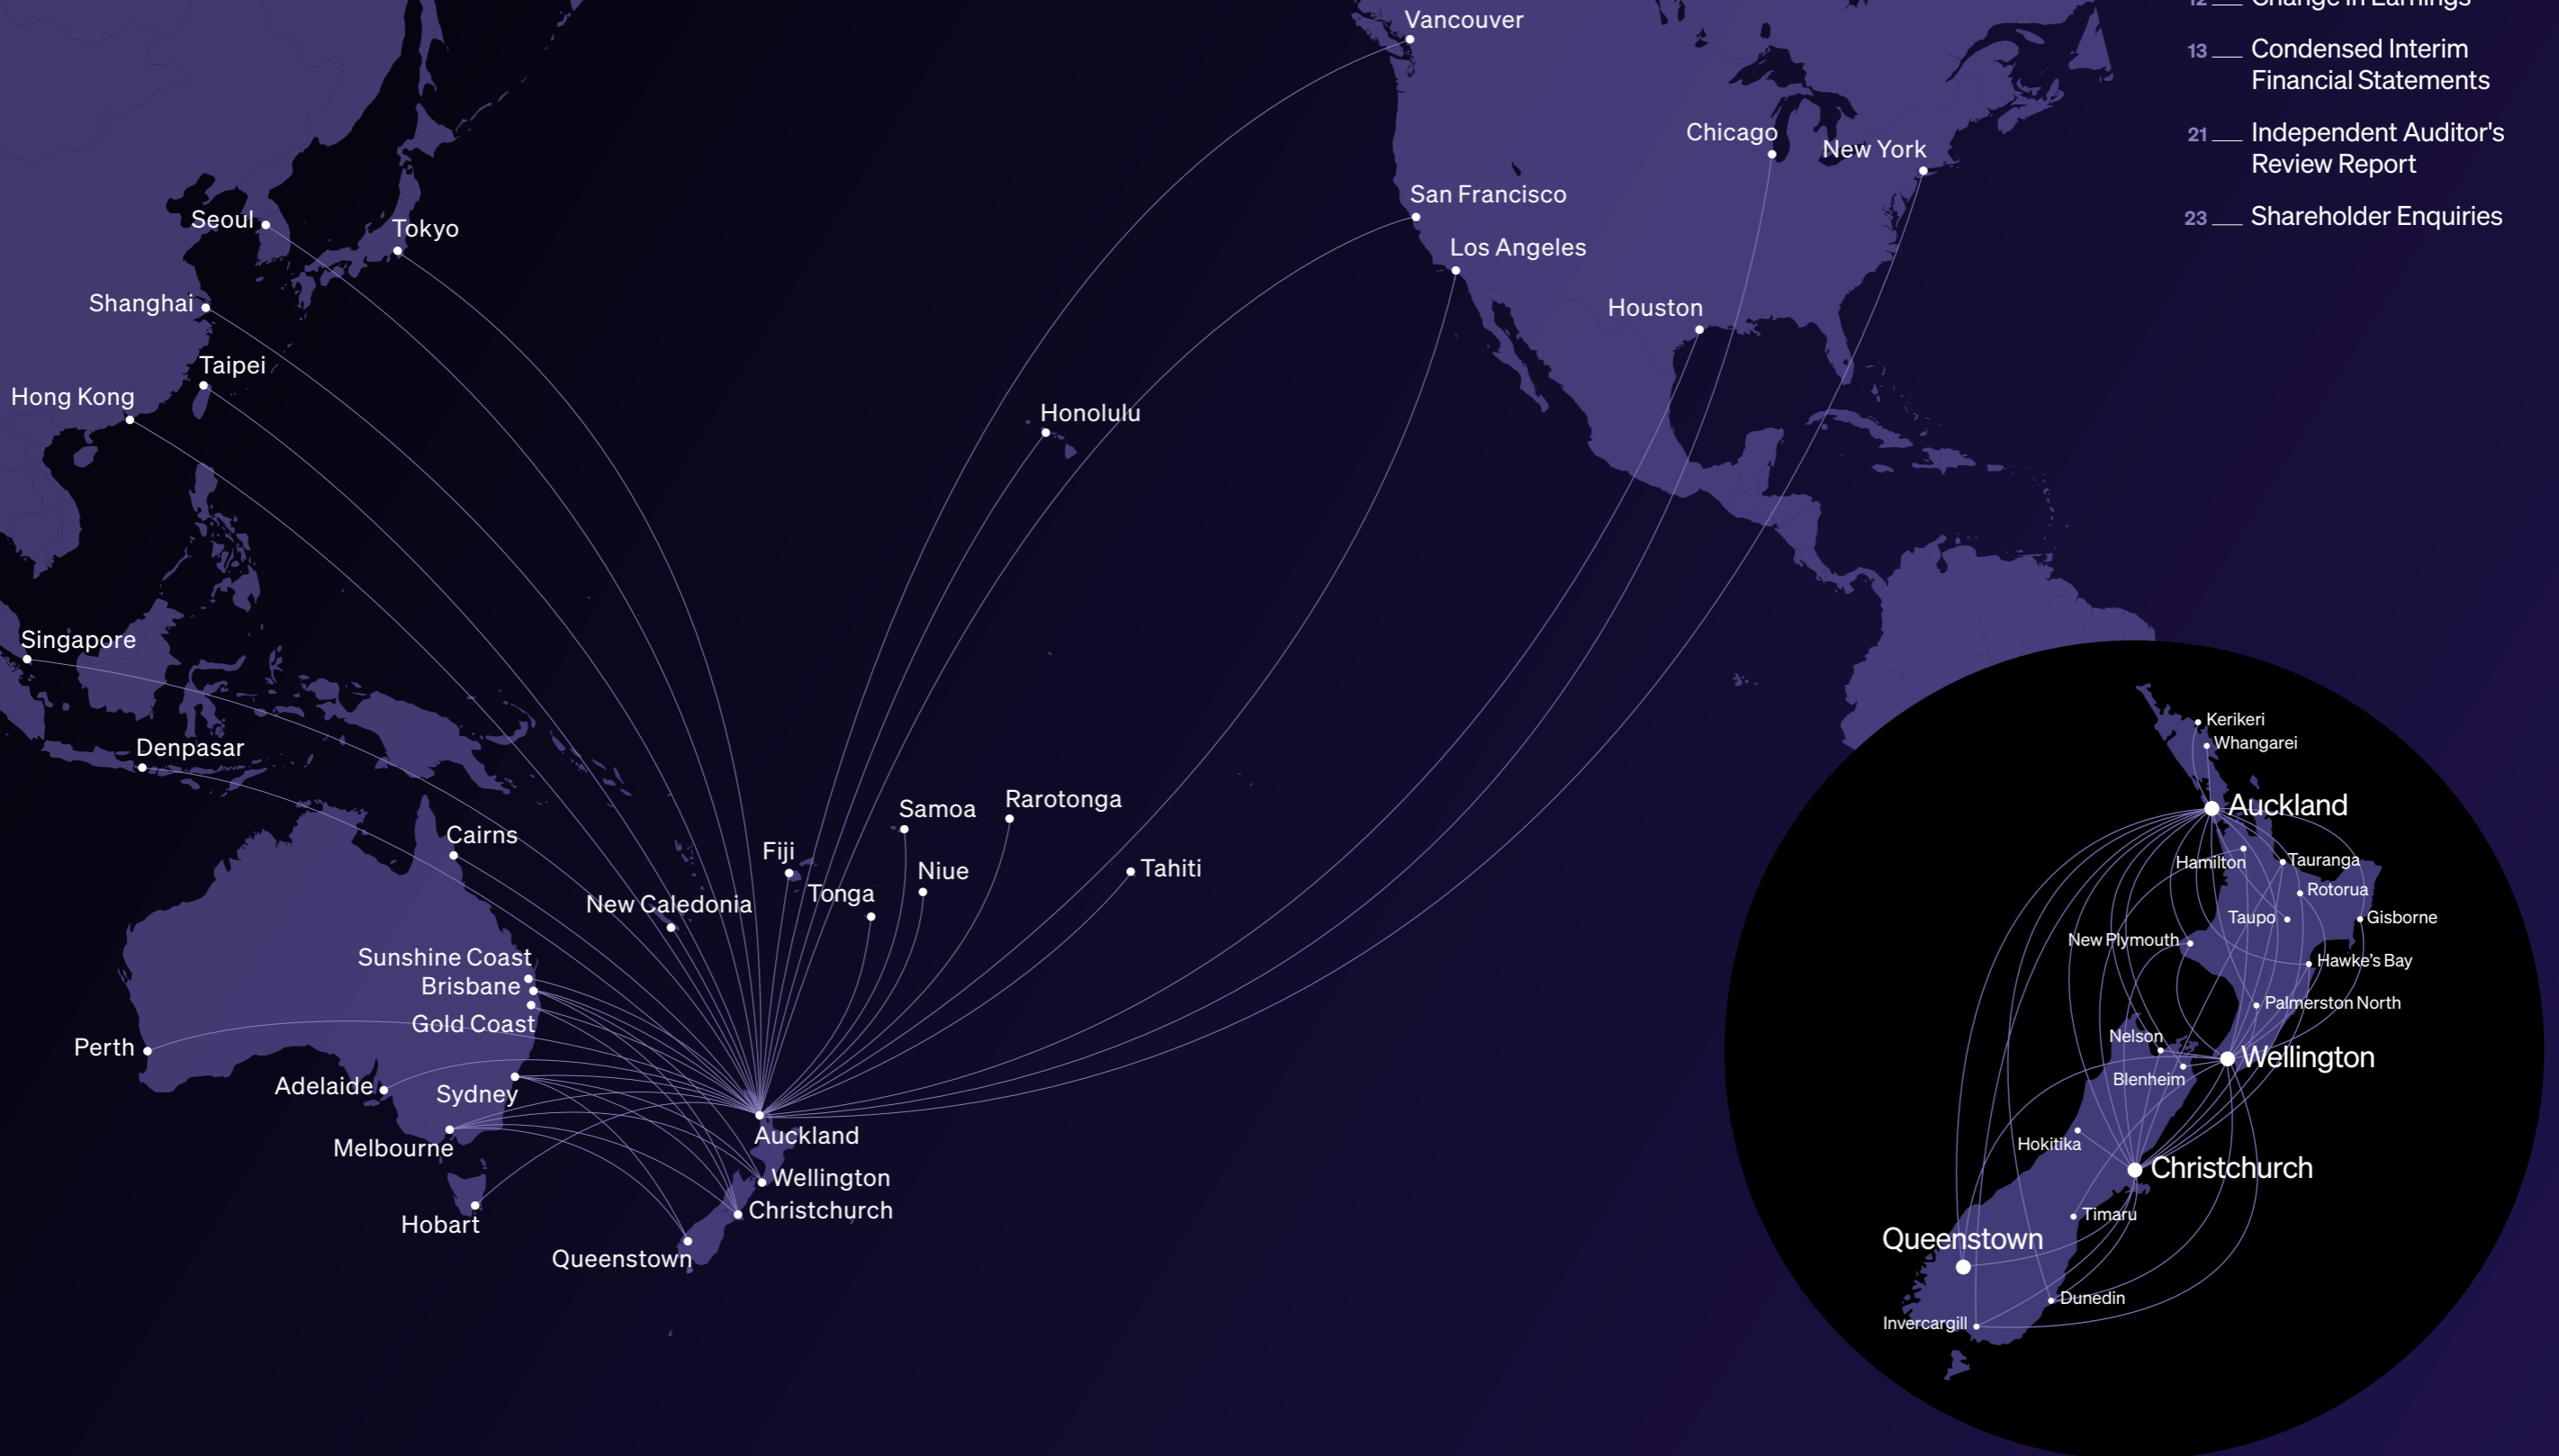 12 Change in Earnings
13 Condensed Interim
Financial Statements
21 Independent Auditor's
Review Report
23 Shareholder Enquiries
Vancouver
Chicago
New York
San Francisco
Los Angeles
Houston
Seoul
Tokyo
Shanghai
Taipei
Hong Kong
Honolulu
Singapore
Denpasar
Cairns
Samoa
Rarotonga
Fiji
Niue
Tahiti
Tonga
New Caledonia
Sunshine Coast
Brisbane
Gold Coast
Perth
Adelaide
Sydney
Melbourne
Hobart
Auckland
Wellington
Christchurch
Queenstown
Kerikeri
Whangarei
Auckland
Hamilton
Tauranga
Rotorua
Taupo
Gisborne
New Plymouth
Hawke's Bay
Palmerston North
Nelson
Wellington
Blenheim
Hokitika
Christchurch
Timaru
Queenstown
Dunedin
Invercargill